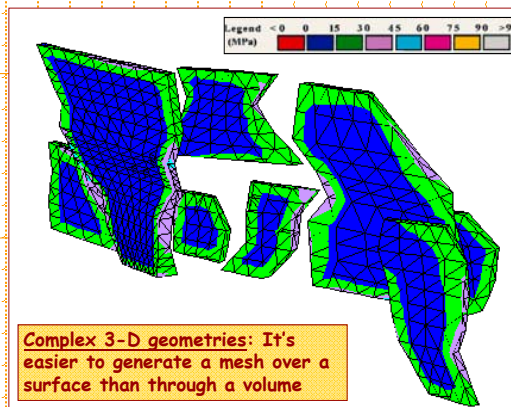 Legend <0 0 15 30 45 60 75 90 >9
(MPa)
Complex 3-D geometries: It's
easier to generate a mesh over a
surface than through a volume